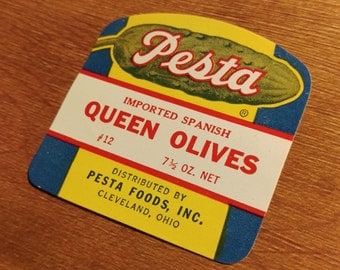 Pesta
®
IMPORTED SPANISH
QUEEN OLIVES
#12 7½ OZ. NET
DISTRIBUTED BY
PESTA FOODS, INC.
CLEVELAND, OHIO